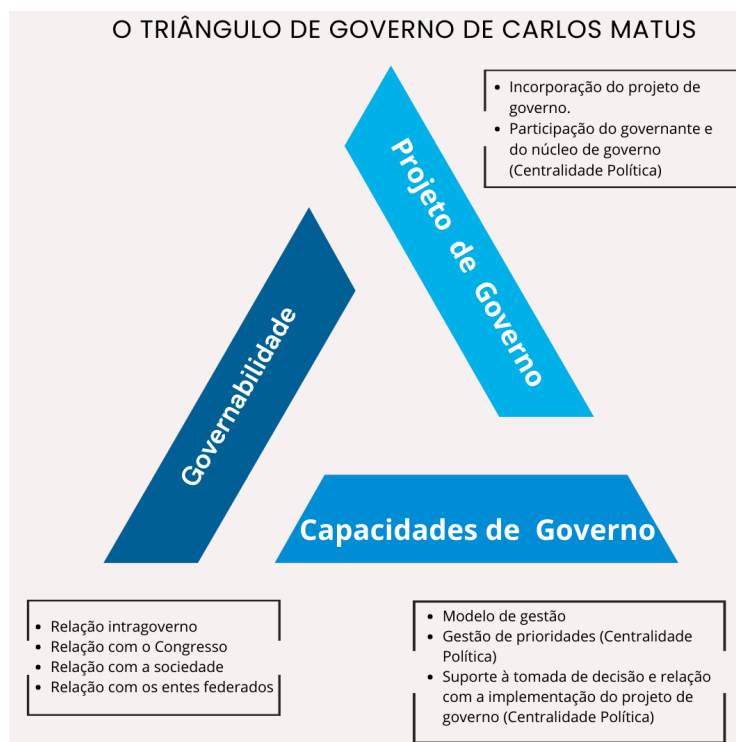 O TRIÂNGULO DE GOVERNO DE CARLOS MATUS
• Incorporação do projeto de
governo.
• Participação do governante e
do núcleo de governo
(Centralidade Política)
Projeto de Governo
Governabilidade
Capacidades de Governo
• Relação intragoverno
• Relação com o Congresso
• Relação com a sociedade
• Relação com os entes federados
• Modelo de gestão
• Gestão de prioridades (Centralidade
Política)
• Suporte à tomada de decisão e relação
com a implementação do projeto de
governo (Centralidade Política)